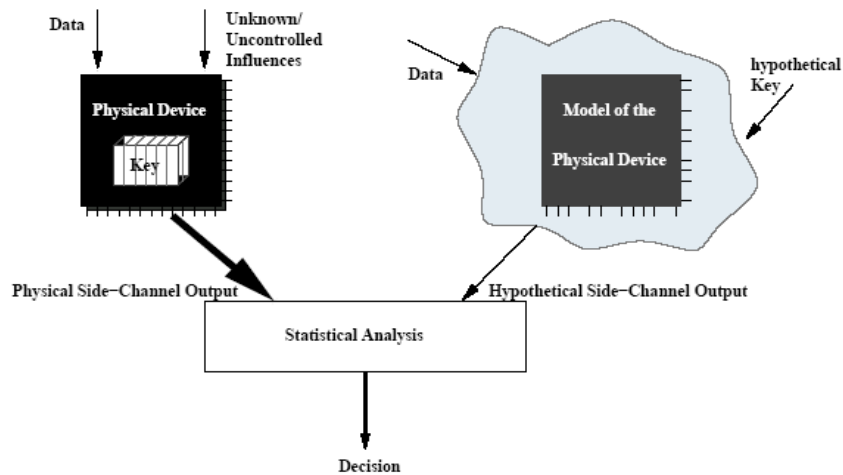 Data
Unknown/
Uncontrolled
Influences
Physical Device
Key
Data
hypothetical
Key
Model of the
Physical Device
Physical Side-Channel Output
Hypothetical Side-Channel Output
Statistical Analysis
Decision